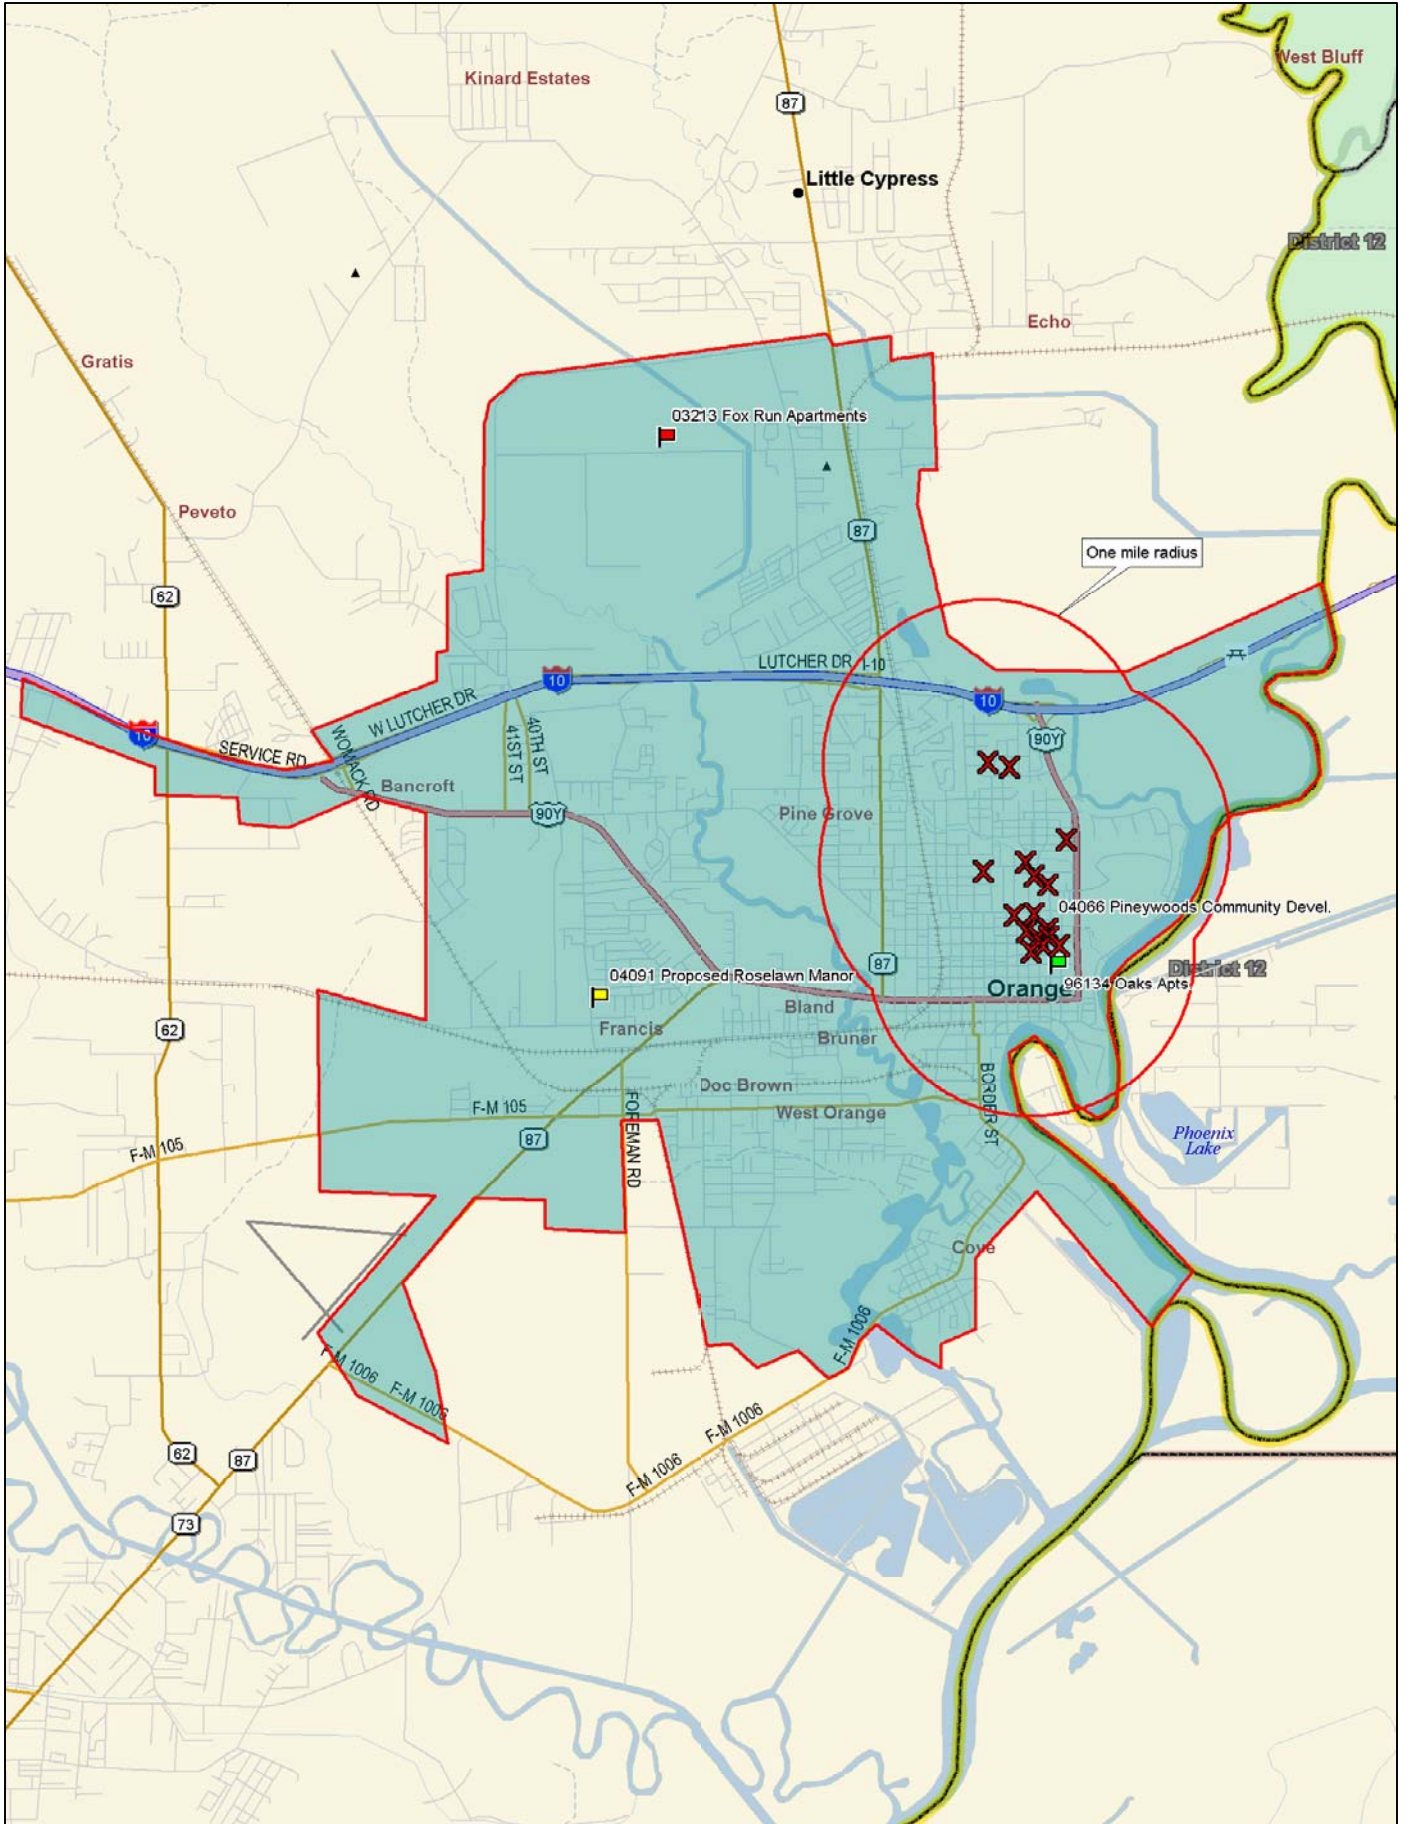 West Bluff
Kinard Estates
87
Little Cypress
District 12
Echo
Gratis
03213 Fox Run Apartments
Peveto
87
One mile radius
62
LUTCHER DR
I-10
10
10
W LUTCHER DR
40TH ST
41ST ST
10
SERVICE RD
WOMACK RD
90Y
Bancroft
90Y
Pine Grove
04066 Pineywoods Community Devel.
87
District 12
04091 Proposed Roselawn Manor
96134 Oaks Apts
Orange
Bland
62
Francis
Bruner
Doc Brown
BORDER ST
F-M 105
FOREMAN RD
West Orange
87
Phoenix
Lake
F-M 105
Cove
F-M 1006
F-M 1006
F-M 1006
F-M 1006
62
87
F-M 1006
73